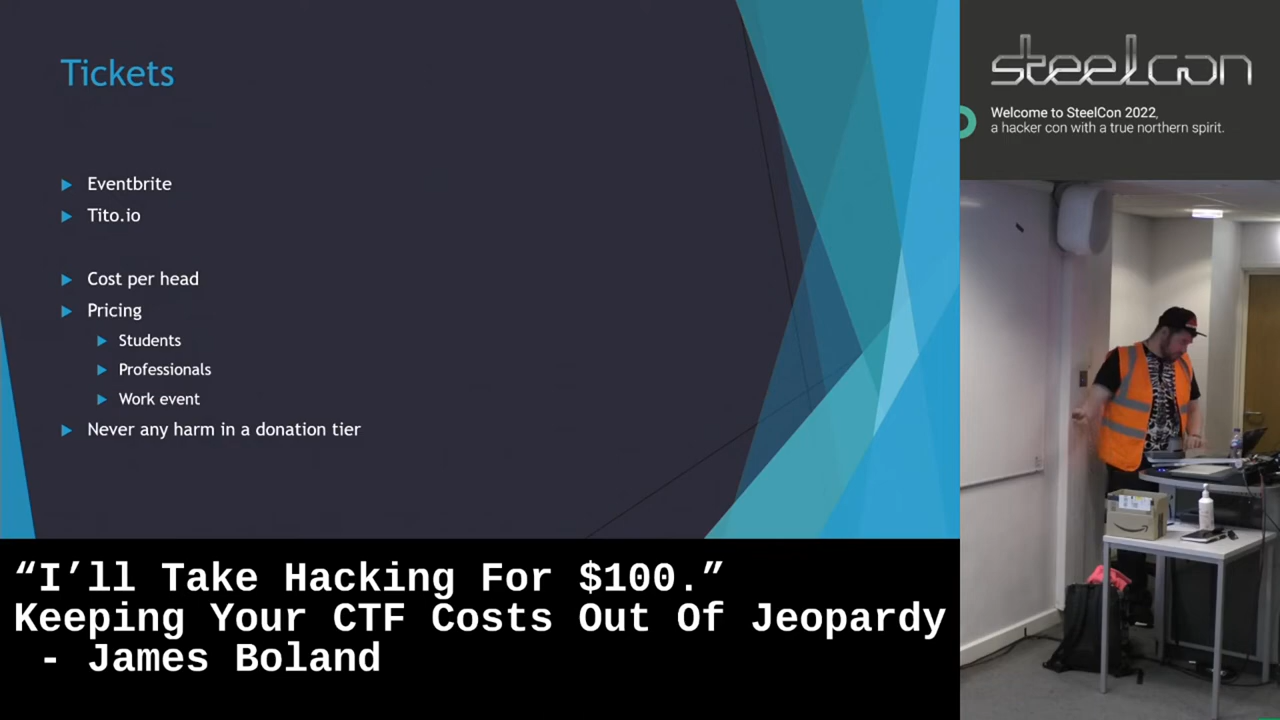 Tickets
Eventbrite
Tito.io
Cost per head
Pricing
Students
Professionals
Work event
Never any harm in a donation tier
“I’ll Take Hacking For $100.”
Keeping Your CTF Costs Out Of Jeopardy
- James Boland
steelcon
Welcome to SteelCon 2022,
a hacker con with a true northern spirit.